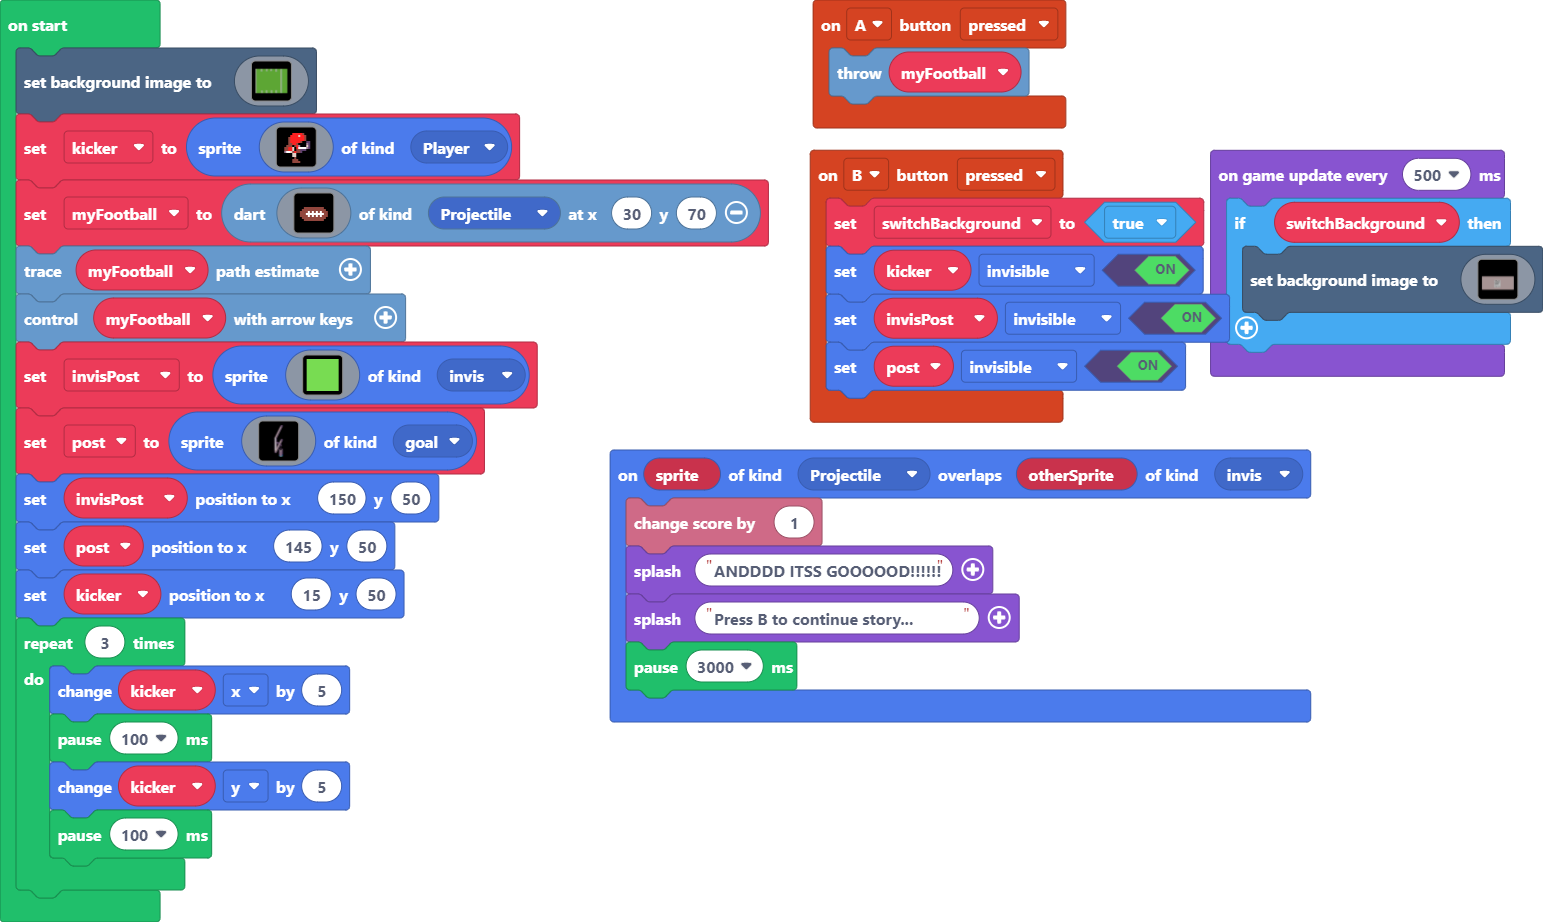 on start
set background image to
set kicker to sprite of kind Player
set myFootball to dart of kind Projectile at x 30 y 70
trace myFootball path estimate
control myFootball with arrow keys
set invisPost to sprite of kind invis
set post to sprite of kind goal
set invisPost position to x 150 y 50
set post position to x 145 y 50
set kicker position to x 15 y 50
repeat 3 times
do change kicker x by 5
pause 100 ms
change kicker y by 5
pause 100 ms
on A button pressed
throw myFootball
on B button pressed
set switchBackground to true
set kicker invisible ON
set invisPost invisible ON
set post invisible ON
on game update every 500 ms
if switchBackground then
set background image to
on sprite of kind Projectile overlaps otherSprite of kind invis
change score by 1
splash "ANDDDD ITSS GOOOOOD!!!!!!"
splash "Press B to continue story... "
pause 3000 ms